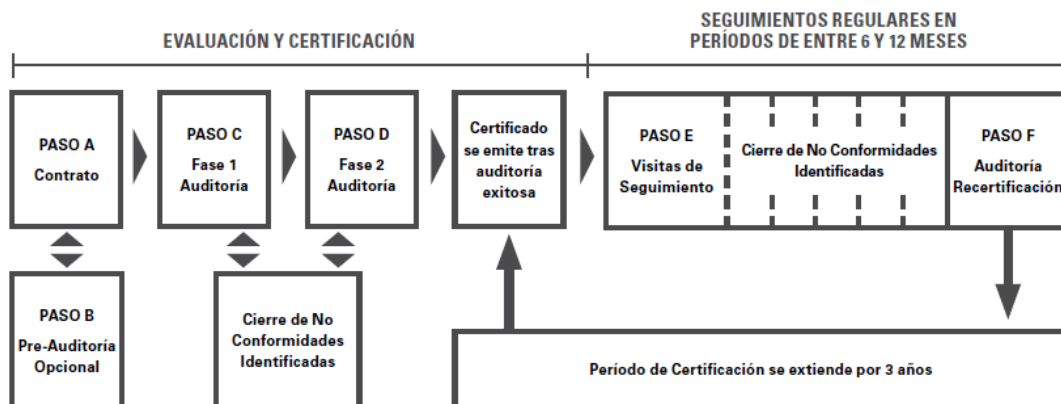 EVALUACIÓN Y CERTIFICACIÓN
SEGUIMIENTOS REGULARES EN
PERÍODOS DE ENTRE 6 Y 12 MESES
PASO A
Contrato
PASO C
Fase 1
Auditoría
PASO D
Fase 2
Auditoría
Certificado
se emite tras
auditoría
exitosa
PASO E
Visitas de
Seguimiento
Cierre de No Conformidades
Identificadas
PASO F
Auditoría
Recertificación
PASO B
Pre-Auditoría
Opcional
Cierre de No
Conformidades
Identificadas
Período de Certificación se extiende por 3 años